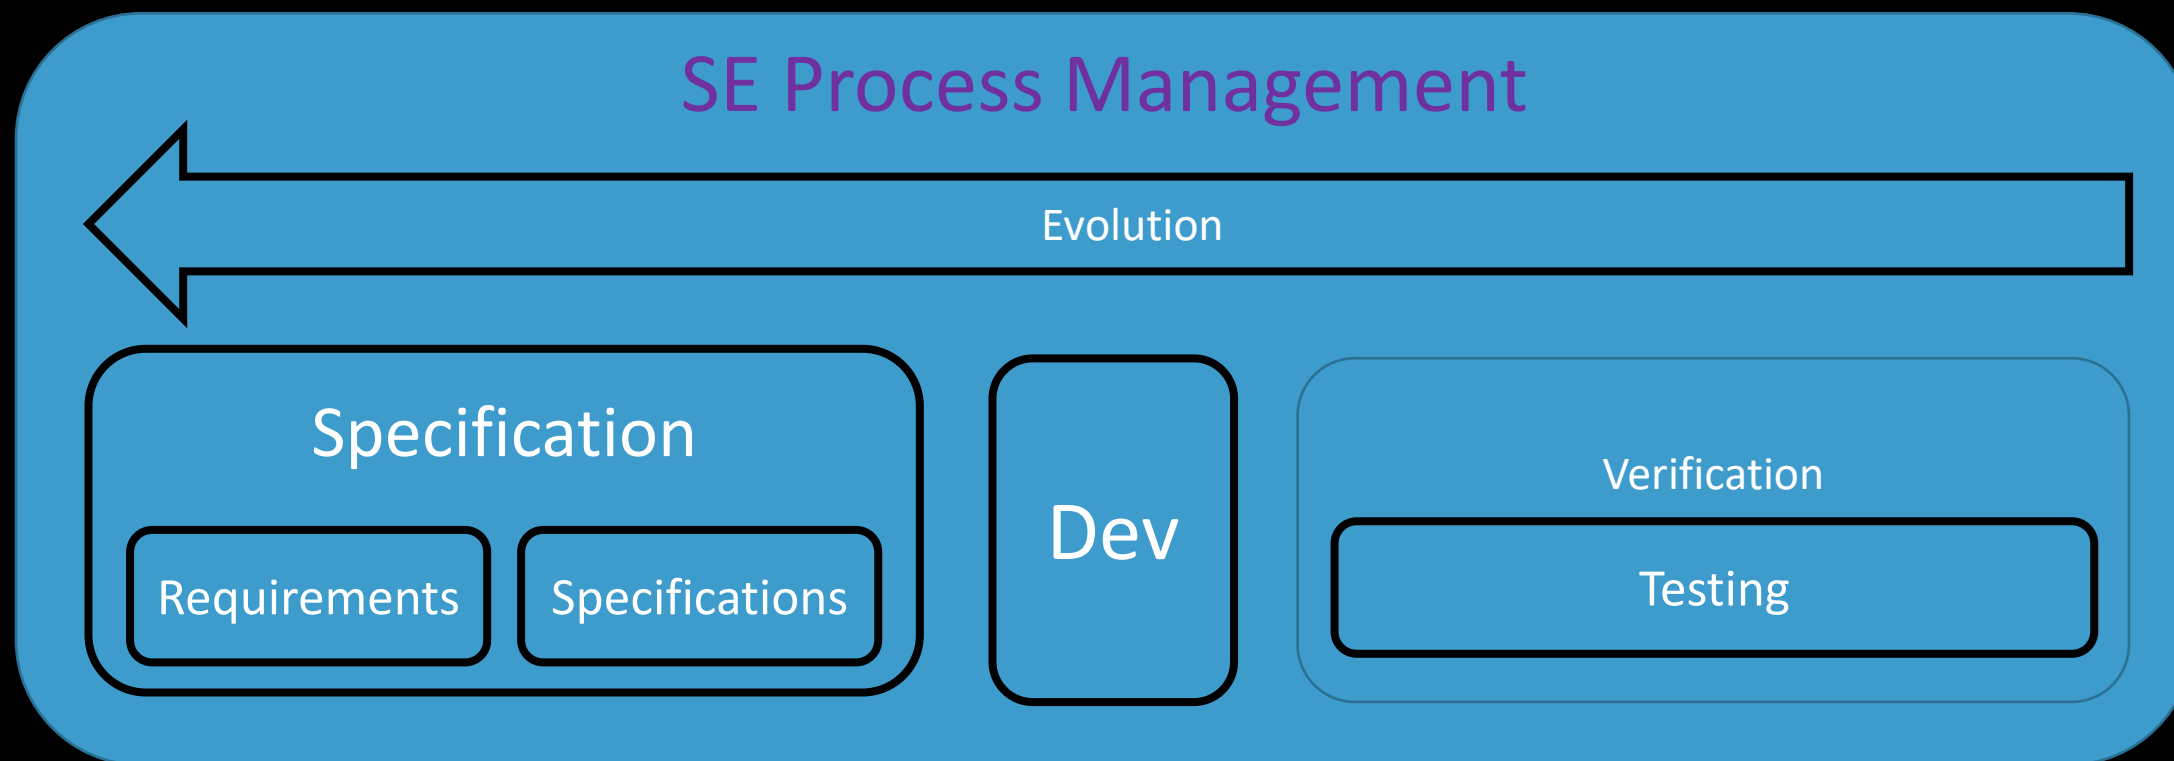 SE Process Management
Evolution
Specification
Requirements
Specifications
Dev
Verification
Testing